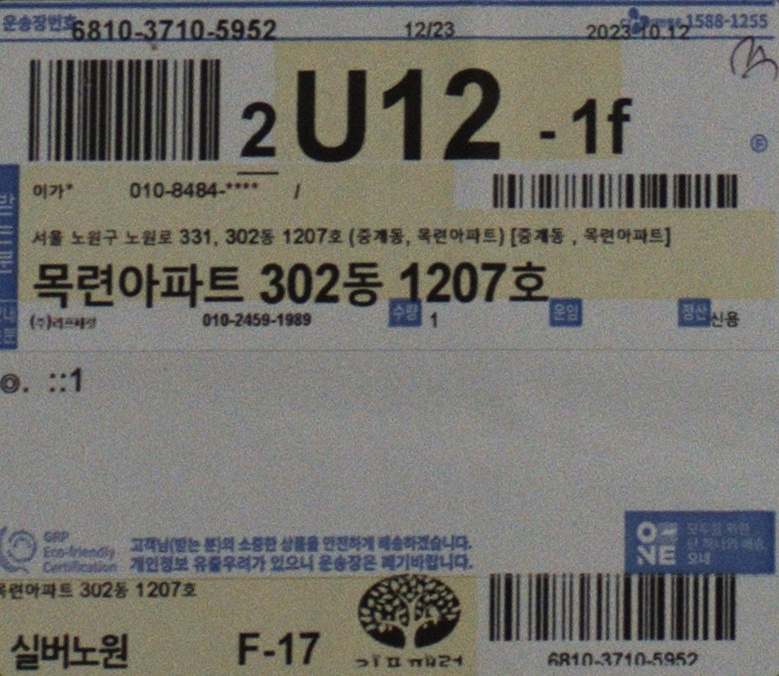 운송장번호 6810-3710-5952 12/23 2023.10.12 1588-1255
2 U12 -1f
이가* 010-8484-**** /
서울 노원구 노원로 331, 302동 1207호 (중계동, 목련아파트) [중계동 , 목련아파트]
목련아파트 302동 1207호
010-2459-1989 수량 1 운임 정산 신용
::1
GRP
Eco-friendly
Certification
고객님(받는 분)의 소중한 상품을 안전하게 배송하겠습니다.
개인정보 유출우려가 있으니 운송장은 폐기바랍니다.
ONE
모두를 위한
단 하나의 배송,
오네
목련아파트 302동 1207호
실버노원 F-17
6810-3710-5952